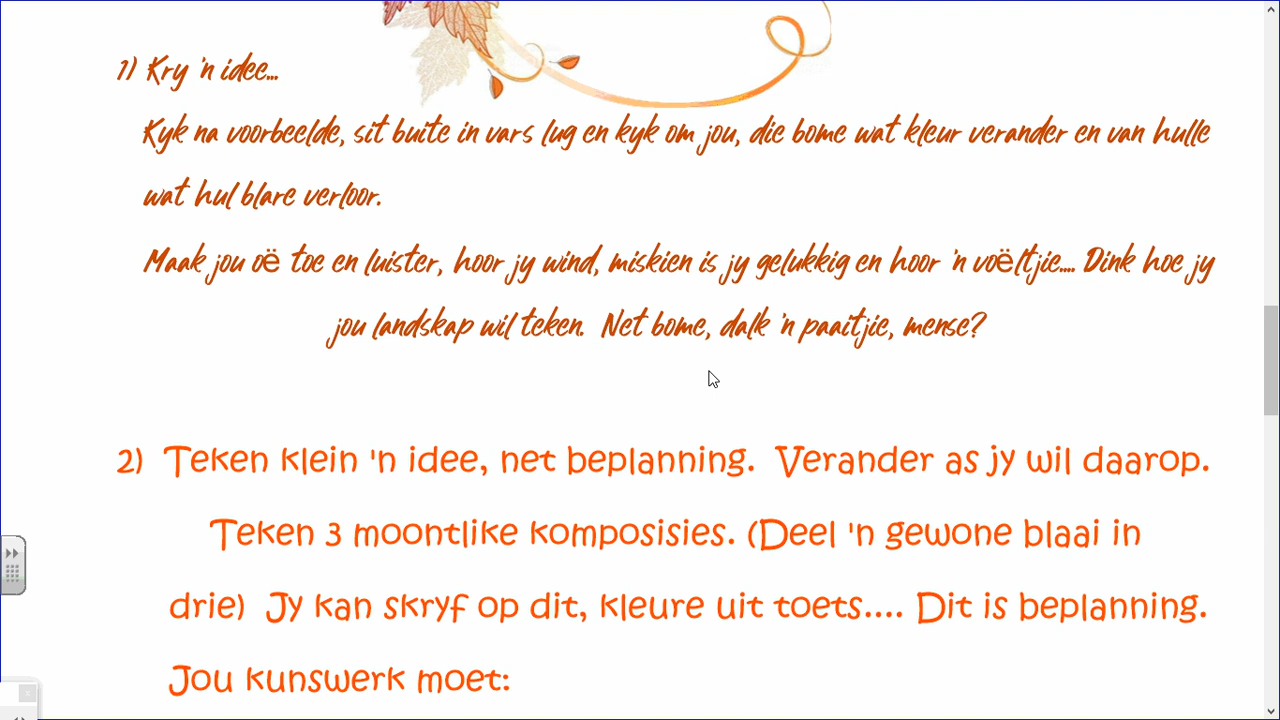 1) Kry 'n idee...
Kyk na voorbeelde, sit buite in vars lug en kyk om jou, die bome wat kleur verander en van hulle
wat hul blare verloor.
Maak jou oë toe en luister, hoor jy wind, miskien is jy gelukkig en hoor 'n voëltjie.... Dink hoe jy
jou landskap wil teken. Net bome, dalk 'n paaitjie, mense?
2) Teken klein 'n idee, net beplanning. Verander as jy wil daarop.
Teken 3 moontlike komposisies. (Deel 'n gewone blaai in
drie) Jy kan skryf op dit, kleure uit toets.... Dit is beplanning.
Jou kunswerk moet: